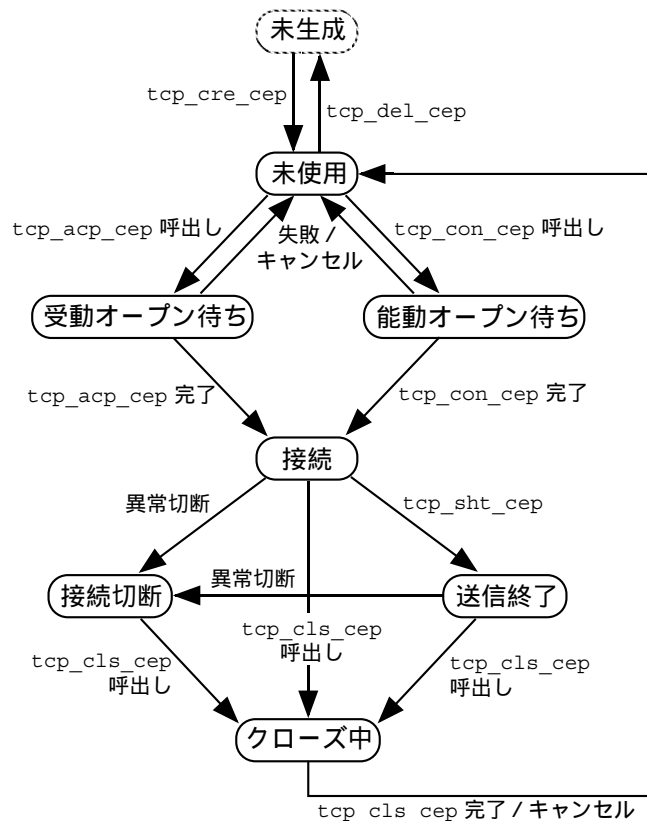 未生成
tcp_cre_cep
tcp_del_cep
未使用
tcp_acp_cep 呼出し
失敗 /
キャンセル
tcp_con_cep 呼出し
受動オープン待ち
能動オープン待ち
tcp_acp_cep 完了
tcp_con_cep 完了
接続
異常切断
tcp_sht_cep
異常切断
接続切断
送信終了
tcp_cls_cep
呼出し
tcp_cls_cep
呼出し
tcp_cls_cep
呼出し
クローズ中
tcp cls cep 完了 / キャンセル